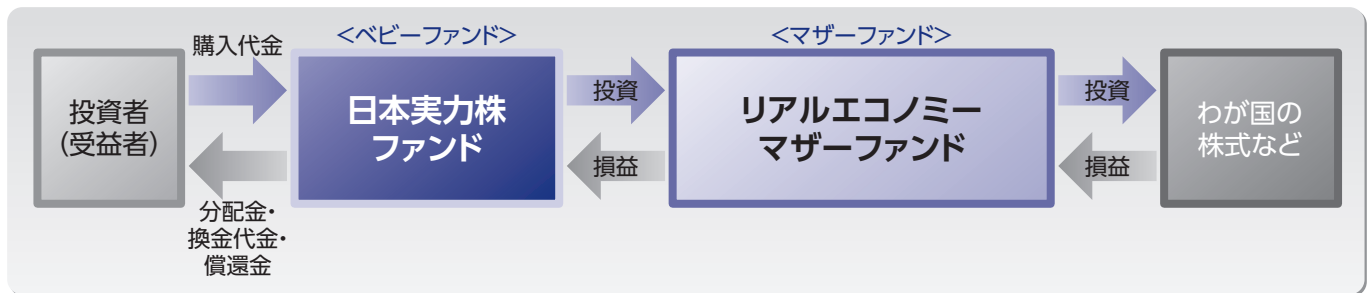 投資者
（受益者）
購入代金
分配金・
換金代金・
償還金
＜ベビーファンド＞
日本実力株
ファンド
投資
損益
＜マザーファンド＞
リアルエコノミー
マザーファンド
投資
損益
わが国の
株式など